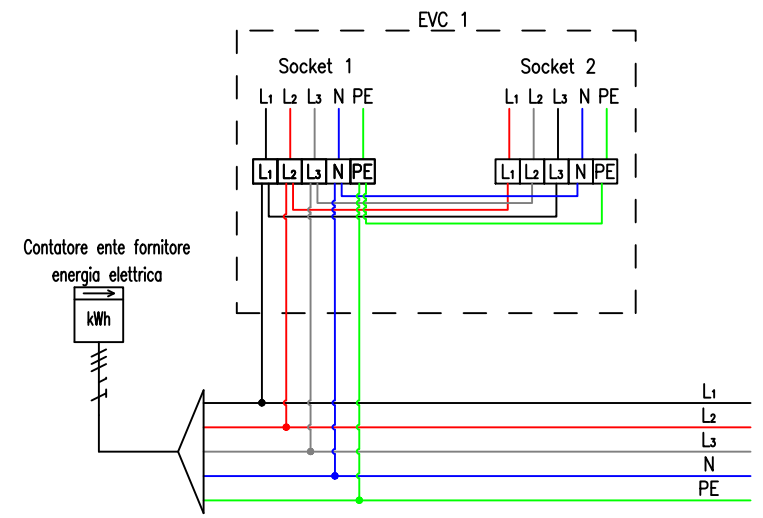 EVC 1
Socket 1
Socket 2
L1 L2 L3 N PE
L1 L2 L3 N PE
L1 L2 L3 N PE
L1 L2 L3 N PE
Contatore ente fornitore
energia elettrica
kWh
L1
L2
L3
N
PE